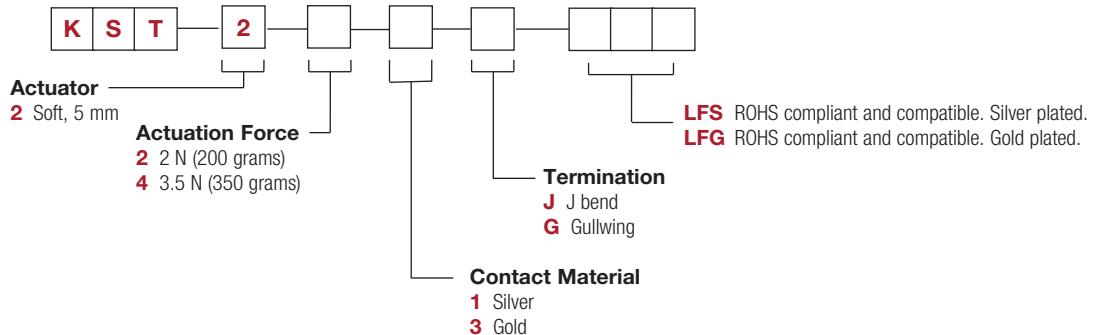 K S T 2
Actuator
2 Soft, 5 mm
Actuation Force
2 2 N (200 grams)
4 3.5 N (350 grams)
LFS ROHS compliant and compatible. Silver plated.
LFG ROHS compliant and compatible. Gold plated.
Termination
J J bend
G Gullwing
Contact Material
1 Silver
3 Gold